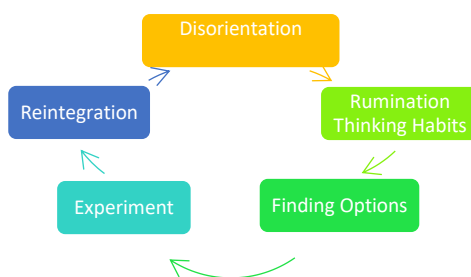 Disorientation
Rumination
Thinking Habits
Finding Options
Experiment
Reintegration